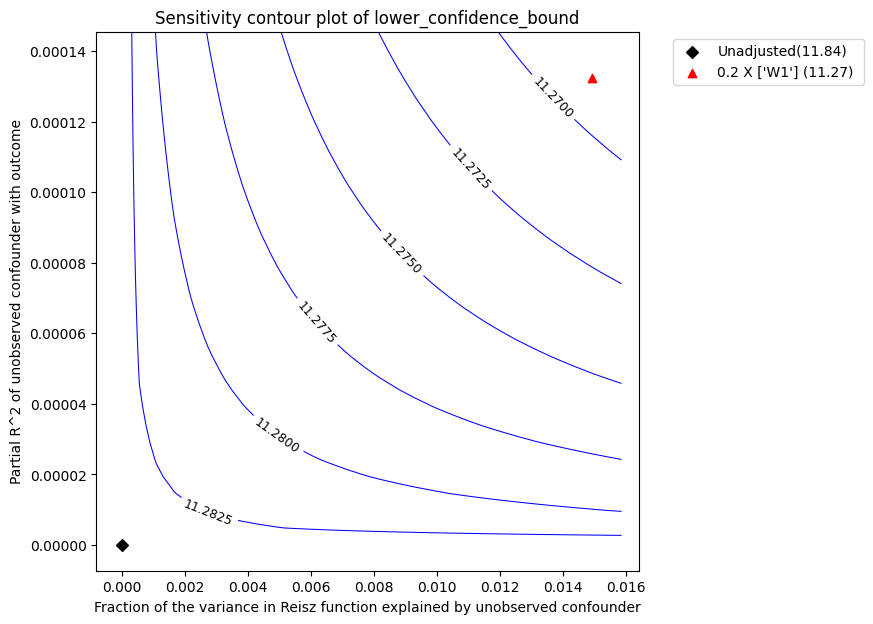 Sensitivity contour plot of lower_confidence_bound
Unadjusted(11.84)
0.2 X ['W1'] (11.27)
Partial R^2 of unobserved confounder with outcome
0.00014
0.00012
0.00010
0.00008
0.00006
0.00004
0.00002
0.00000
11.2700
11.2725
11.2750
11.2775
11.2800
11.2825
0.000 0.002 0.004 0.006 0.008 0.010 0.012 0.014 0.016
Fraction of the variance in Reisz function explained by unobserved confounder